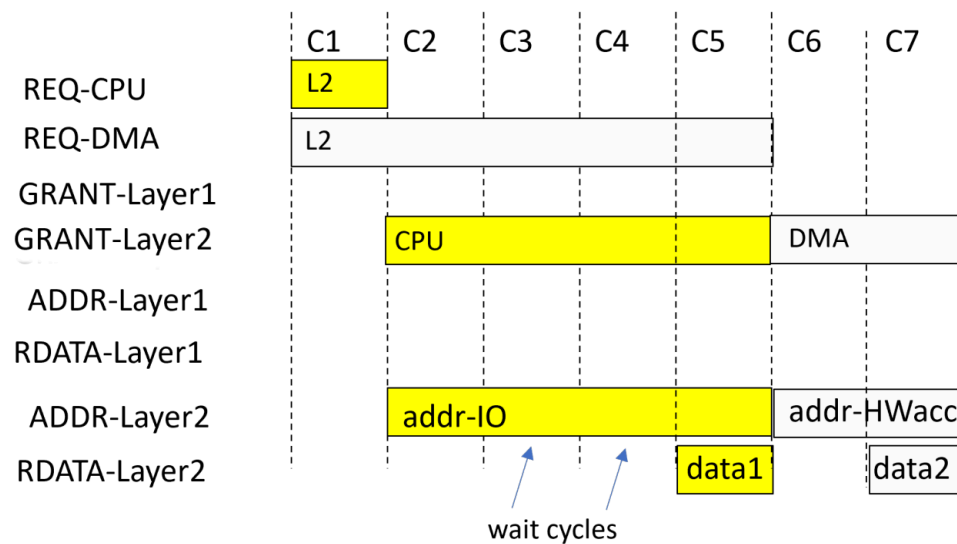 C1 C2 C3 C4 C5 C6 C7
REQ-CPU L2
REQ-DMA L2
GRANT-Layer1
GRANT-Layer2 CPU DMA
ADDR-Layer1
RDATA-Layer1
ADDR-Layer2 addr-IO addr-HWacc
RDATA-Layer2 data1 data2
wait cycles